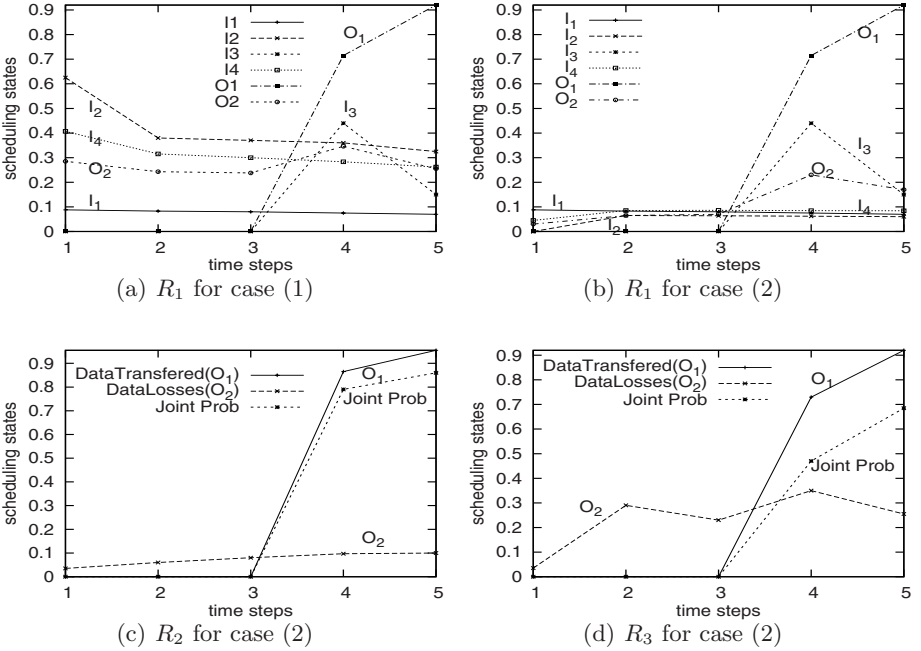 0.9
0.8
0.7
0.6
0.5
0.4
0.3
0.2
0.1
0
scheduling states
I1
I2
I3
I4
O1
O2
O1
I3
I2
I4
O2
I1
1 2 3 4 5
time steps
(a) R1 for case (1)
0.9
0.8
0.7
0.6
0.5
0.4
0.3
0.2
0.1
0
scheduling states
I1
I2
I3
I4
O1
O2
O1
I3
O2
I1
I4
I2
1 2 3 4 5
time steps
(b) R1 for case (2)
0.9
0.8
0.7
0.6
0.5
0.4
0.3
0.2
0.1
0
scheduling states
DataTransfered(O1)
DataLosses(O2)
Joint Prob
O1
Joint Prob
O2
1 2 3 4 5
time steps
(c) R2 for case (2)
0.9
0.8
0.7
0.6
0.5
0.4
0.3
0.2
0.1
0
scheduling states
DataTransfered(O1)
DataLosses(O2)
Joint Prob
O1
Joint Prob
O2
1 2 3 4 5
time steps
(d) R3 for case (2)